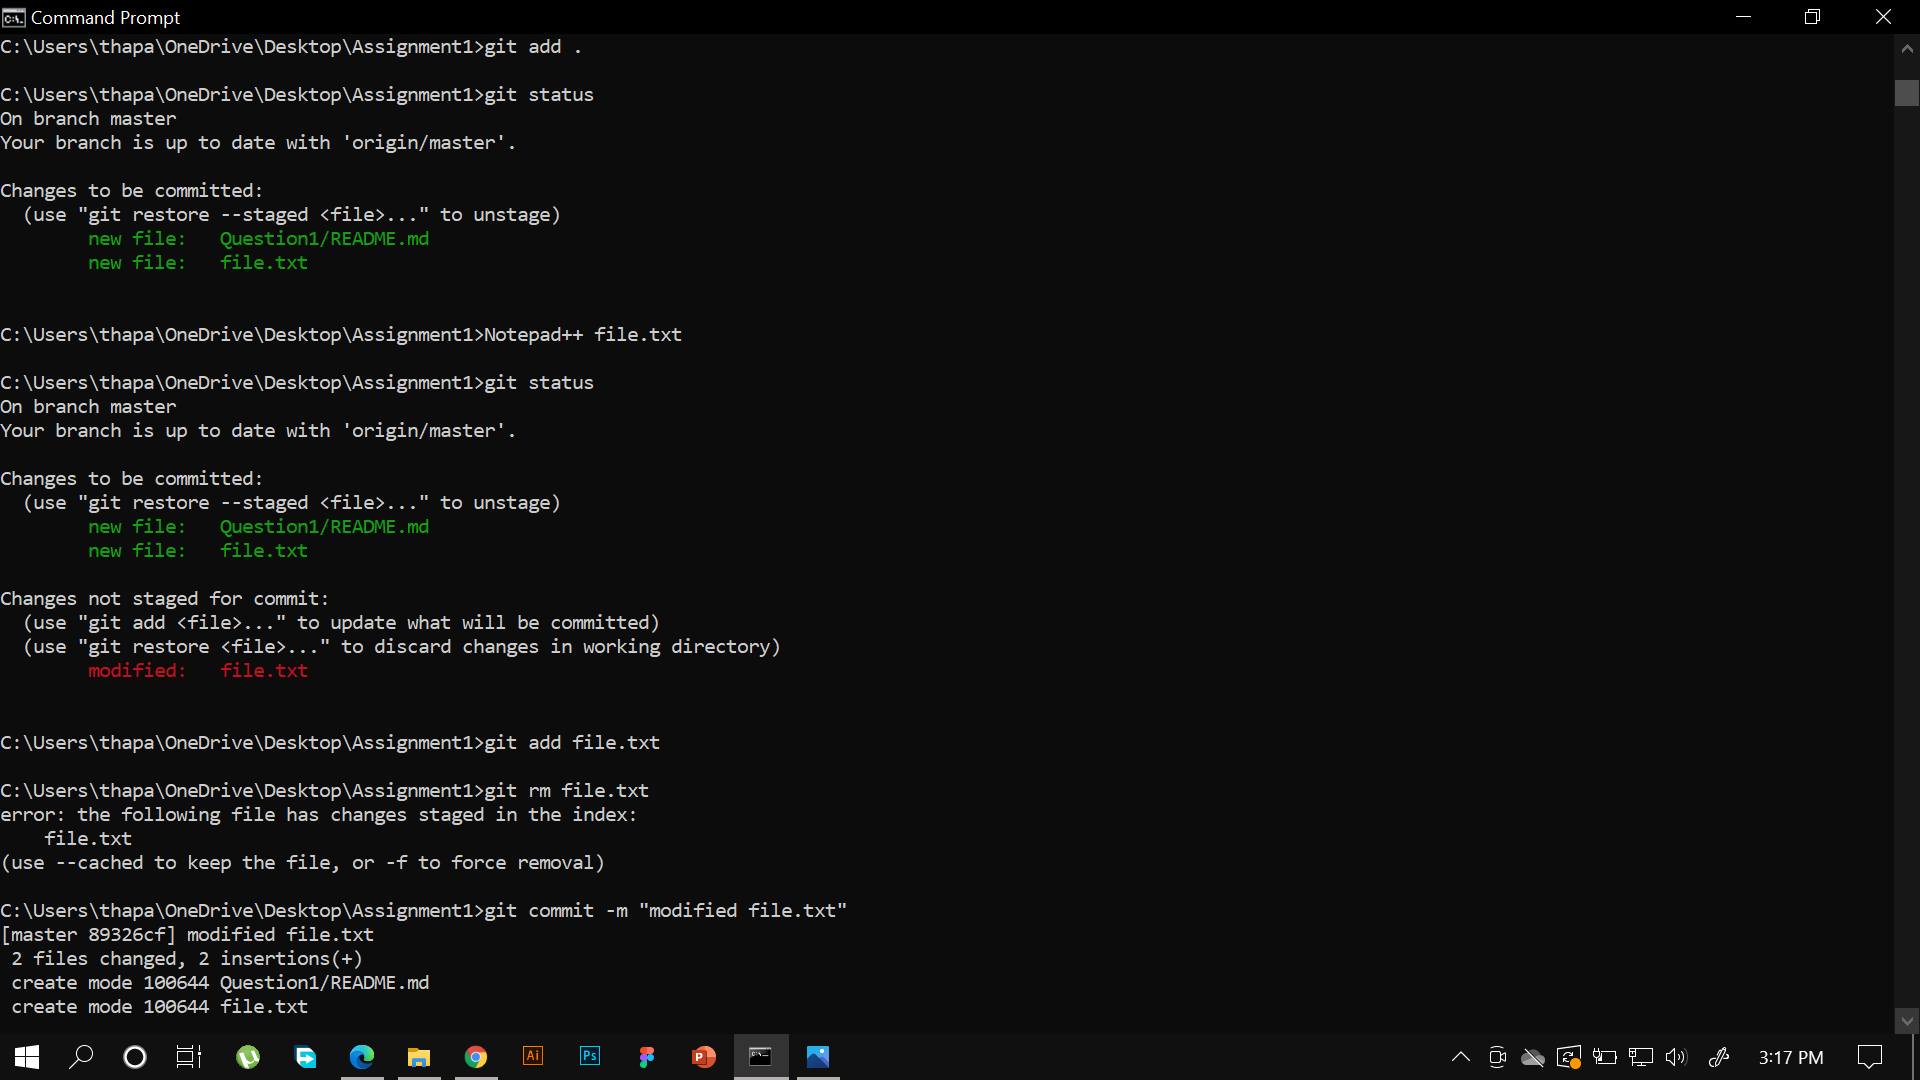 Command Prompt
C:\Users\thapa\OneDrive\Desktop\Assignment1>git add .
C:\Users\thapa\OneDrive\Desktop\Assignment1>git status
On branch master
Your branch is up to date with 'origin/master'.
Changes to be committed:
  (use "git restore --staged <file>..." to unstage)
        new file:   Question1/README.md
        new file:   file.txt
C:\Users\thapa\OneDrive\Desktop\Assignment1>Notepad++ file.txt
C:\Users\thapa\OneDrive\Desktop\Assignment1>git status
On branch master
Your branch is up to date with 'origin/master'.
Changes to be committed:
  (use "git restore --staged <file>..." to unstage)
        new file:   Question1/README.md
        new file:   file.txt
Changes not staged for commit:
  (use "git add <file>..." to update what will be committed)
  (use "git restore <file>..." to discard changes in working directory)
        modified:   file.txt
C:\Users\thapa\OneDrive\Desktop\Assignment1>git add file.txt
C:\Users\thapa\OneDrive\Desktop\Assignment1>git rm file.txt
error: the following file has changes staged in the index:
    file.txt
(use --cached to keep the file, or -f to force removal)
C:\Users\thapa\OneDrive\Desktop\Assignment1>git commit -m "modified file.txt"
[master 89326cf] modified file.txt
 2 files changed, 2 insertions(+)
 create mode 100644 Question1/README.md
 create mode 100644 file.txt
Ai
Ps
P
3:17 PM